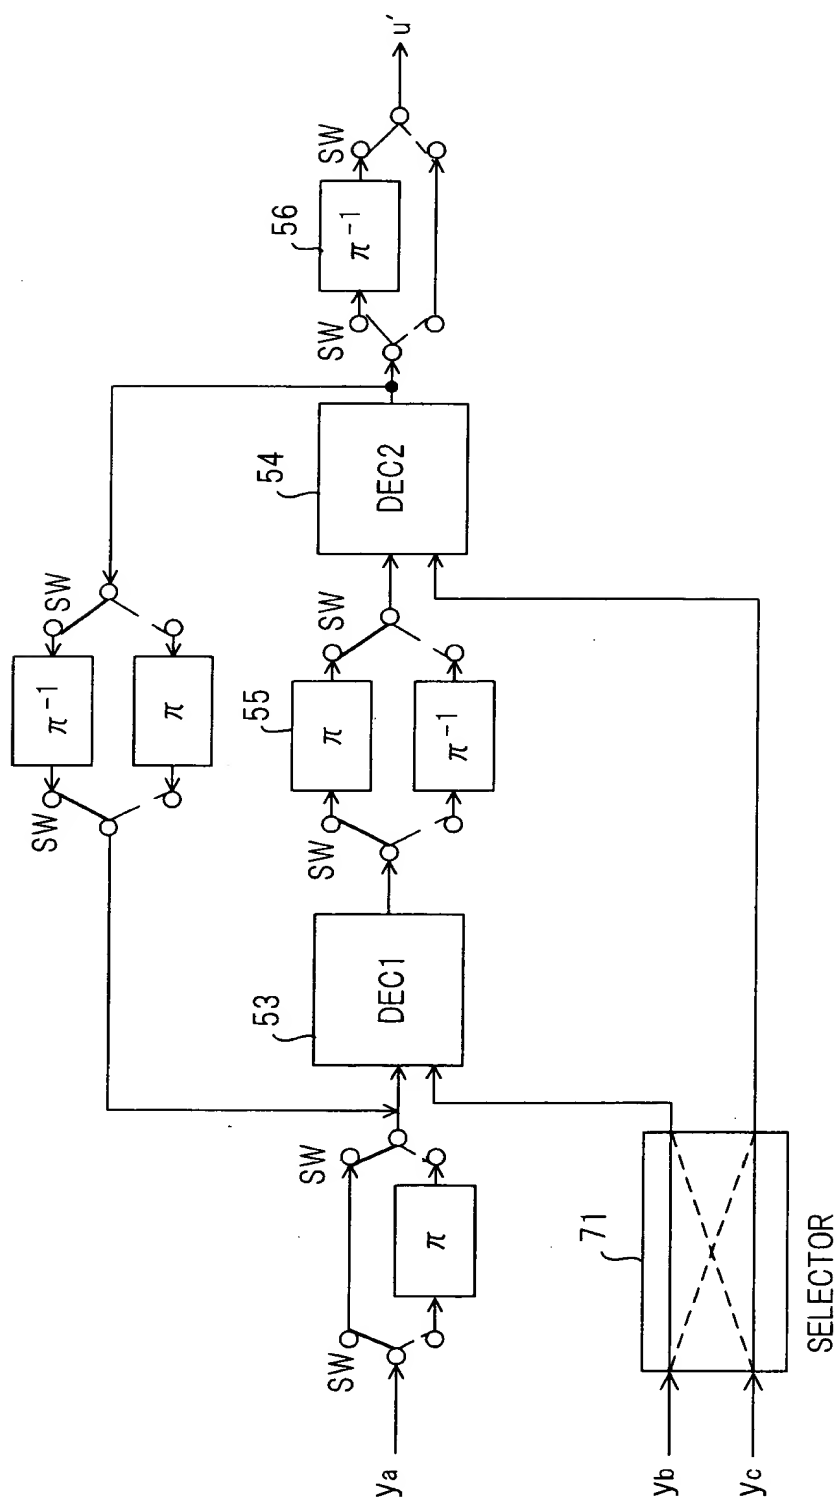 SW
π⁻¹
π
SW
ya
SW
π
SW
53
DEC1
SW
55
π
π⁻¹
SW
54
DEC2
SW
56
π⁻¹
SW
u'
yb
yc
71
SELECTOR